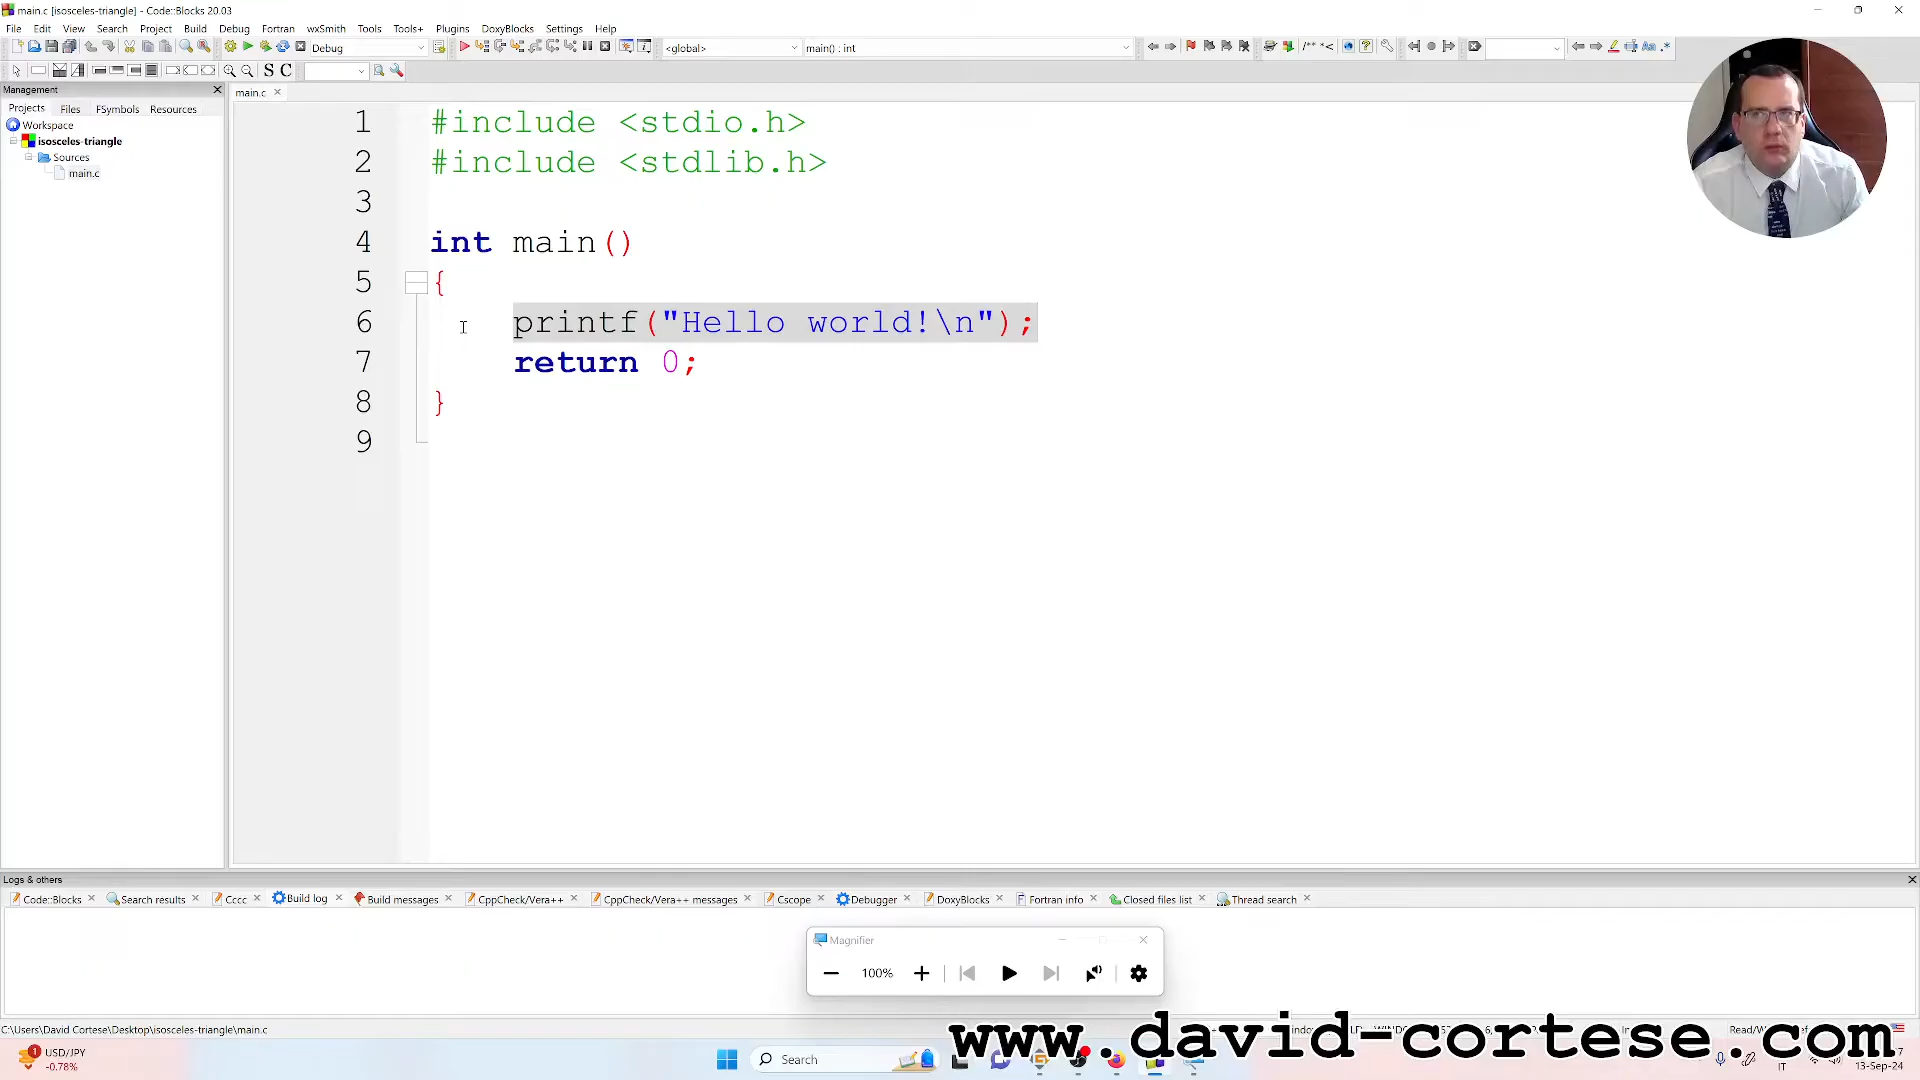 main.c [isosceles-triangle] - Code::Blocks 20.03
File Edit View Search Project Build Debug Fortran wxSmith Tools Tools+ Plugins DoxyBlocks Settings Help
Debug <global> main() : int
S C
Management
Projects Files FSymbols Resources
Workspace
isosceles-triangle
Sources
main.c
main.c
1 #include <stdio.h>
2 #include <stdlib.h>
3
4 int main()
5 {
6 printf("Hello world!\n");
7 return 0;
8 }
9
Logs & others
Code::Blocks Search results Cccc Build log Build messages CppCheck/Vera++ CppCheck/Vera++ messages Cscope Debugger DoxyBlocks Fortran info Closed files list Thread search
Magnifier
100%
C:\Users\David Cortese\Desktop\isosceles-triangle\main.c
www.david-cortese.com
1 USD/JPY
-0.78%
Search
IT
13-Sep-24